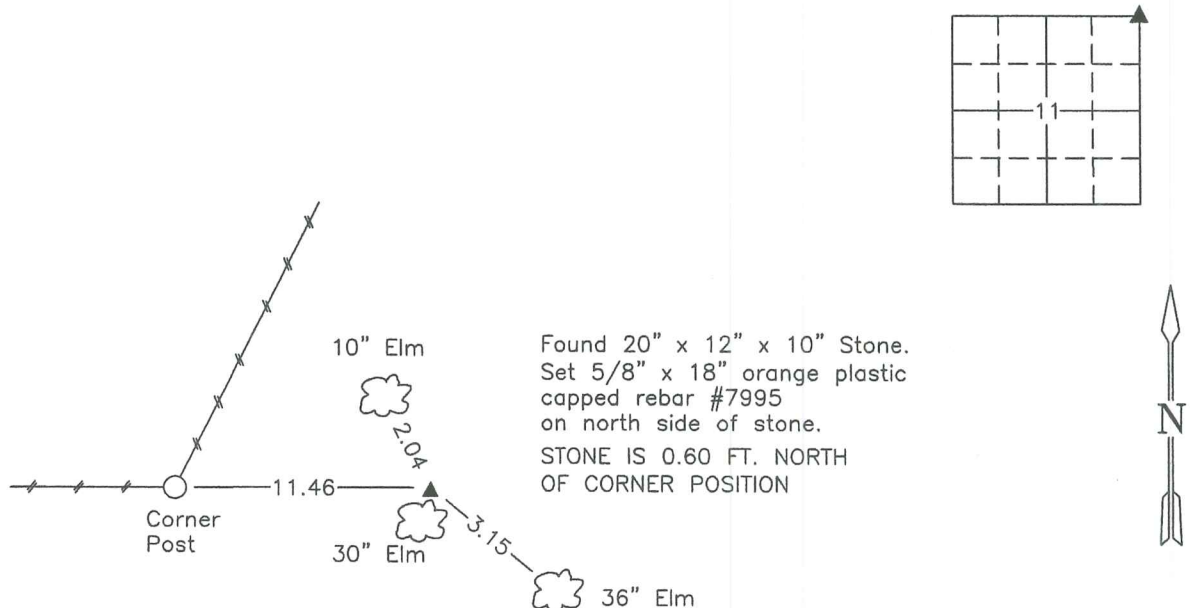 11
10" Elm
2.04
Found 20" x 12" x 10" Stone.
Set 5/8" x 18" orange plastic
capped rebar #7995
on north side of stone.
STONE IS 0.60 FT. NORTH
OF CORNER POSITION
N
11.46
Corner
Post
3.15
30" Elm
36" Elm